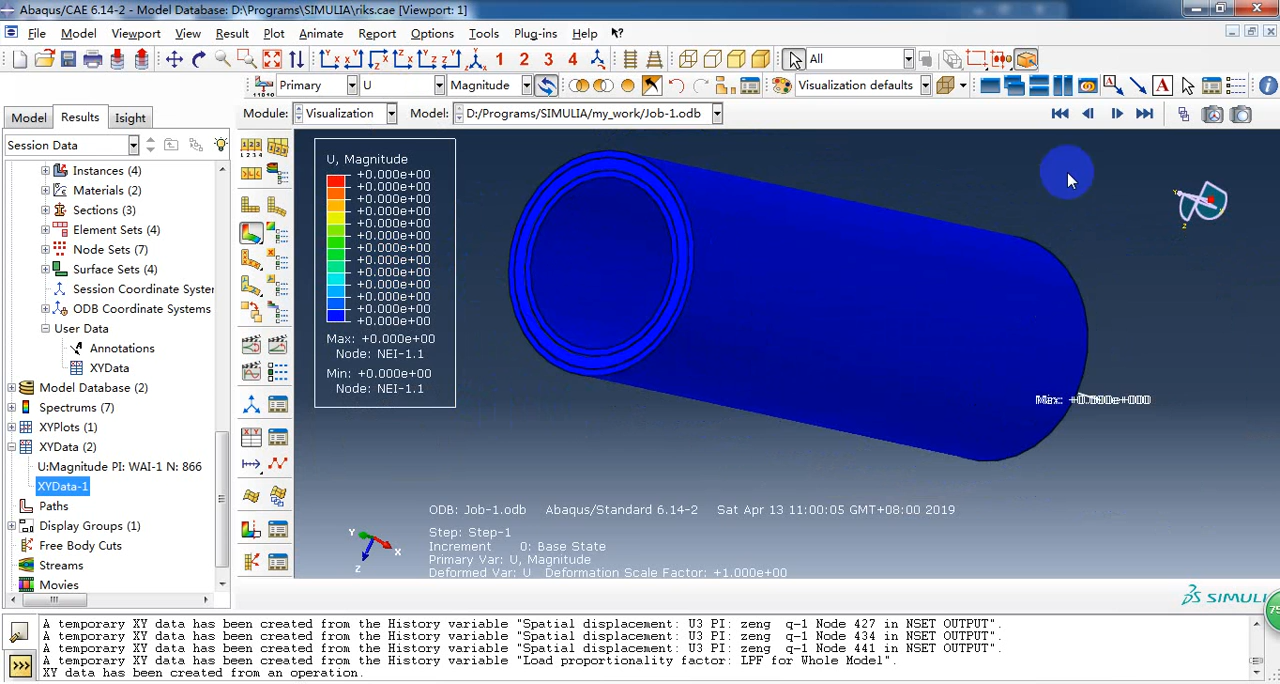 Abaqus/CAE 6.14-2 - Model Database: D:\Programs\SIMULIA\riks.cae [Viewport: 1]
File Model Viewport View Result Plot Animate Report Options Tools Plug-ins Help
1 2 3 4 All
Primary U Magnitude Visualization defaults
Module: Visualization Model: D:/Programs/SIMULIA/my_work/Job-1.odb
Model Results Isight
Session Data
Instances (4)
Materials (2)
Sections (3)
Element Sets (4)
Node Sets (7)
Surface Sets (4)
Session Coordinate System
ODB Coordinate Systems
User Data
Annotations
XYData
Model Database (2)
Spectrums (7)
XYPlots (1)
XYData (2)
U:Magnitude PI: WAI-1 N: 866
XYData-1
Paths
Display Groups (1)
Free Body Cuts
Streams
Movies
U, Magnitude
+0.000e+00
+0.000e+00
+0.000e+00
+0.000e+00
+0.000e+00
+0.000e+00
+0.000e+00
+0.000e+00
+0.000e+00
+0.000e+00
+0.000e+00
+0.000e+00
+0.000e+00
Max: +0.000e+00
Node: NEI-1.1
Min: +0.000e+00
Node: NEI-1.1
Y
Z
Y
X
Z
ODB: Job-1.odb Abaqus/Standard 6.14-2 Sat Apr 13 11:00:05 GMT+08:00 2019
Step: Step-1
Increment 0: Base State
Primary Var: U, Magnitude
Deformed Var: U Deformation Scale Factor: +1.000e+00
SIMULI
75
A temporary XY data has been created from the History variable "Spatial displacement: U3 PI: zeng q-1 Node 427 in NSET OUTPUT".
A temporary XY data has been created from the History variable "Spatial displacement: U3 PI: zeng q-1 Node 434 in NSET OUTPUT".
A temporary XY data has been created from the History variable "Spatial displacement: U3 PI: zeng q-1 Node 441 in NSET OUTPUT".
A temporary XY data has been created from the History variable "Load proportionality factor: LPF for Whole Model".
XY data has been created from an operation.